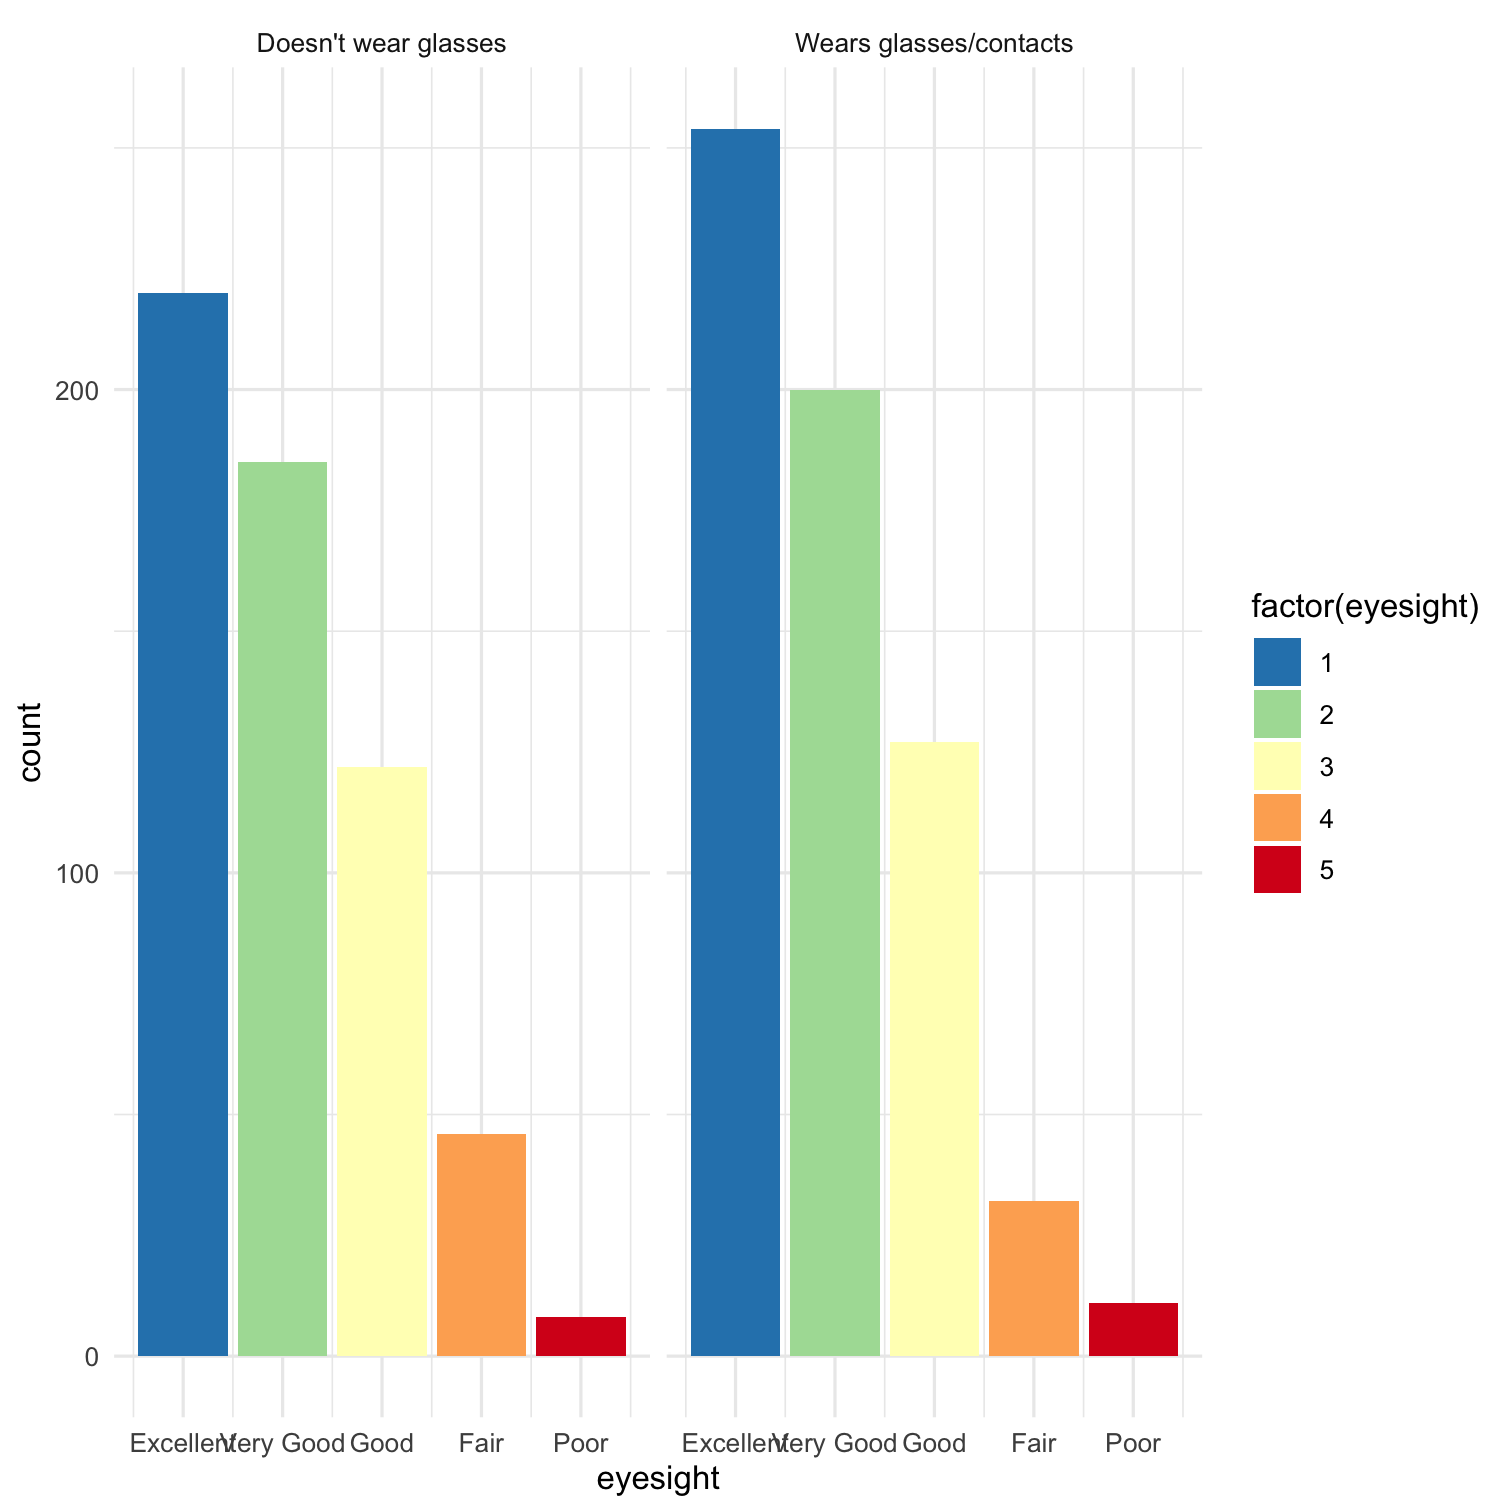 Doesn't wear glasses
Wears glasses/contacts
count
200
100
0
Excellent Very Good Good Fair Poor
Excellent Very Good Good Fair Poor
eyesight
factor(eyesight)
1
2
3
4
5